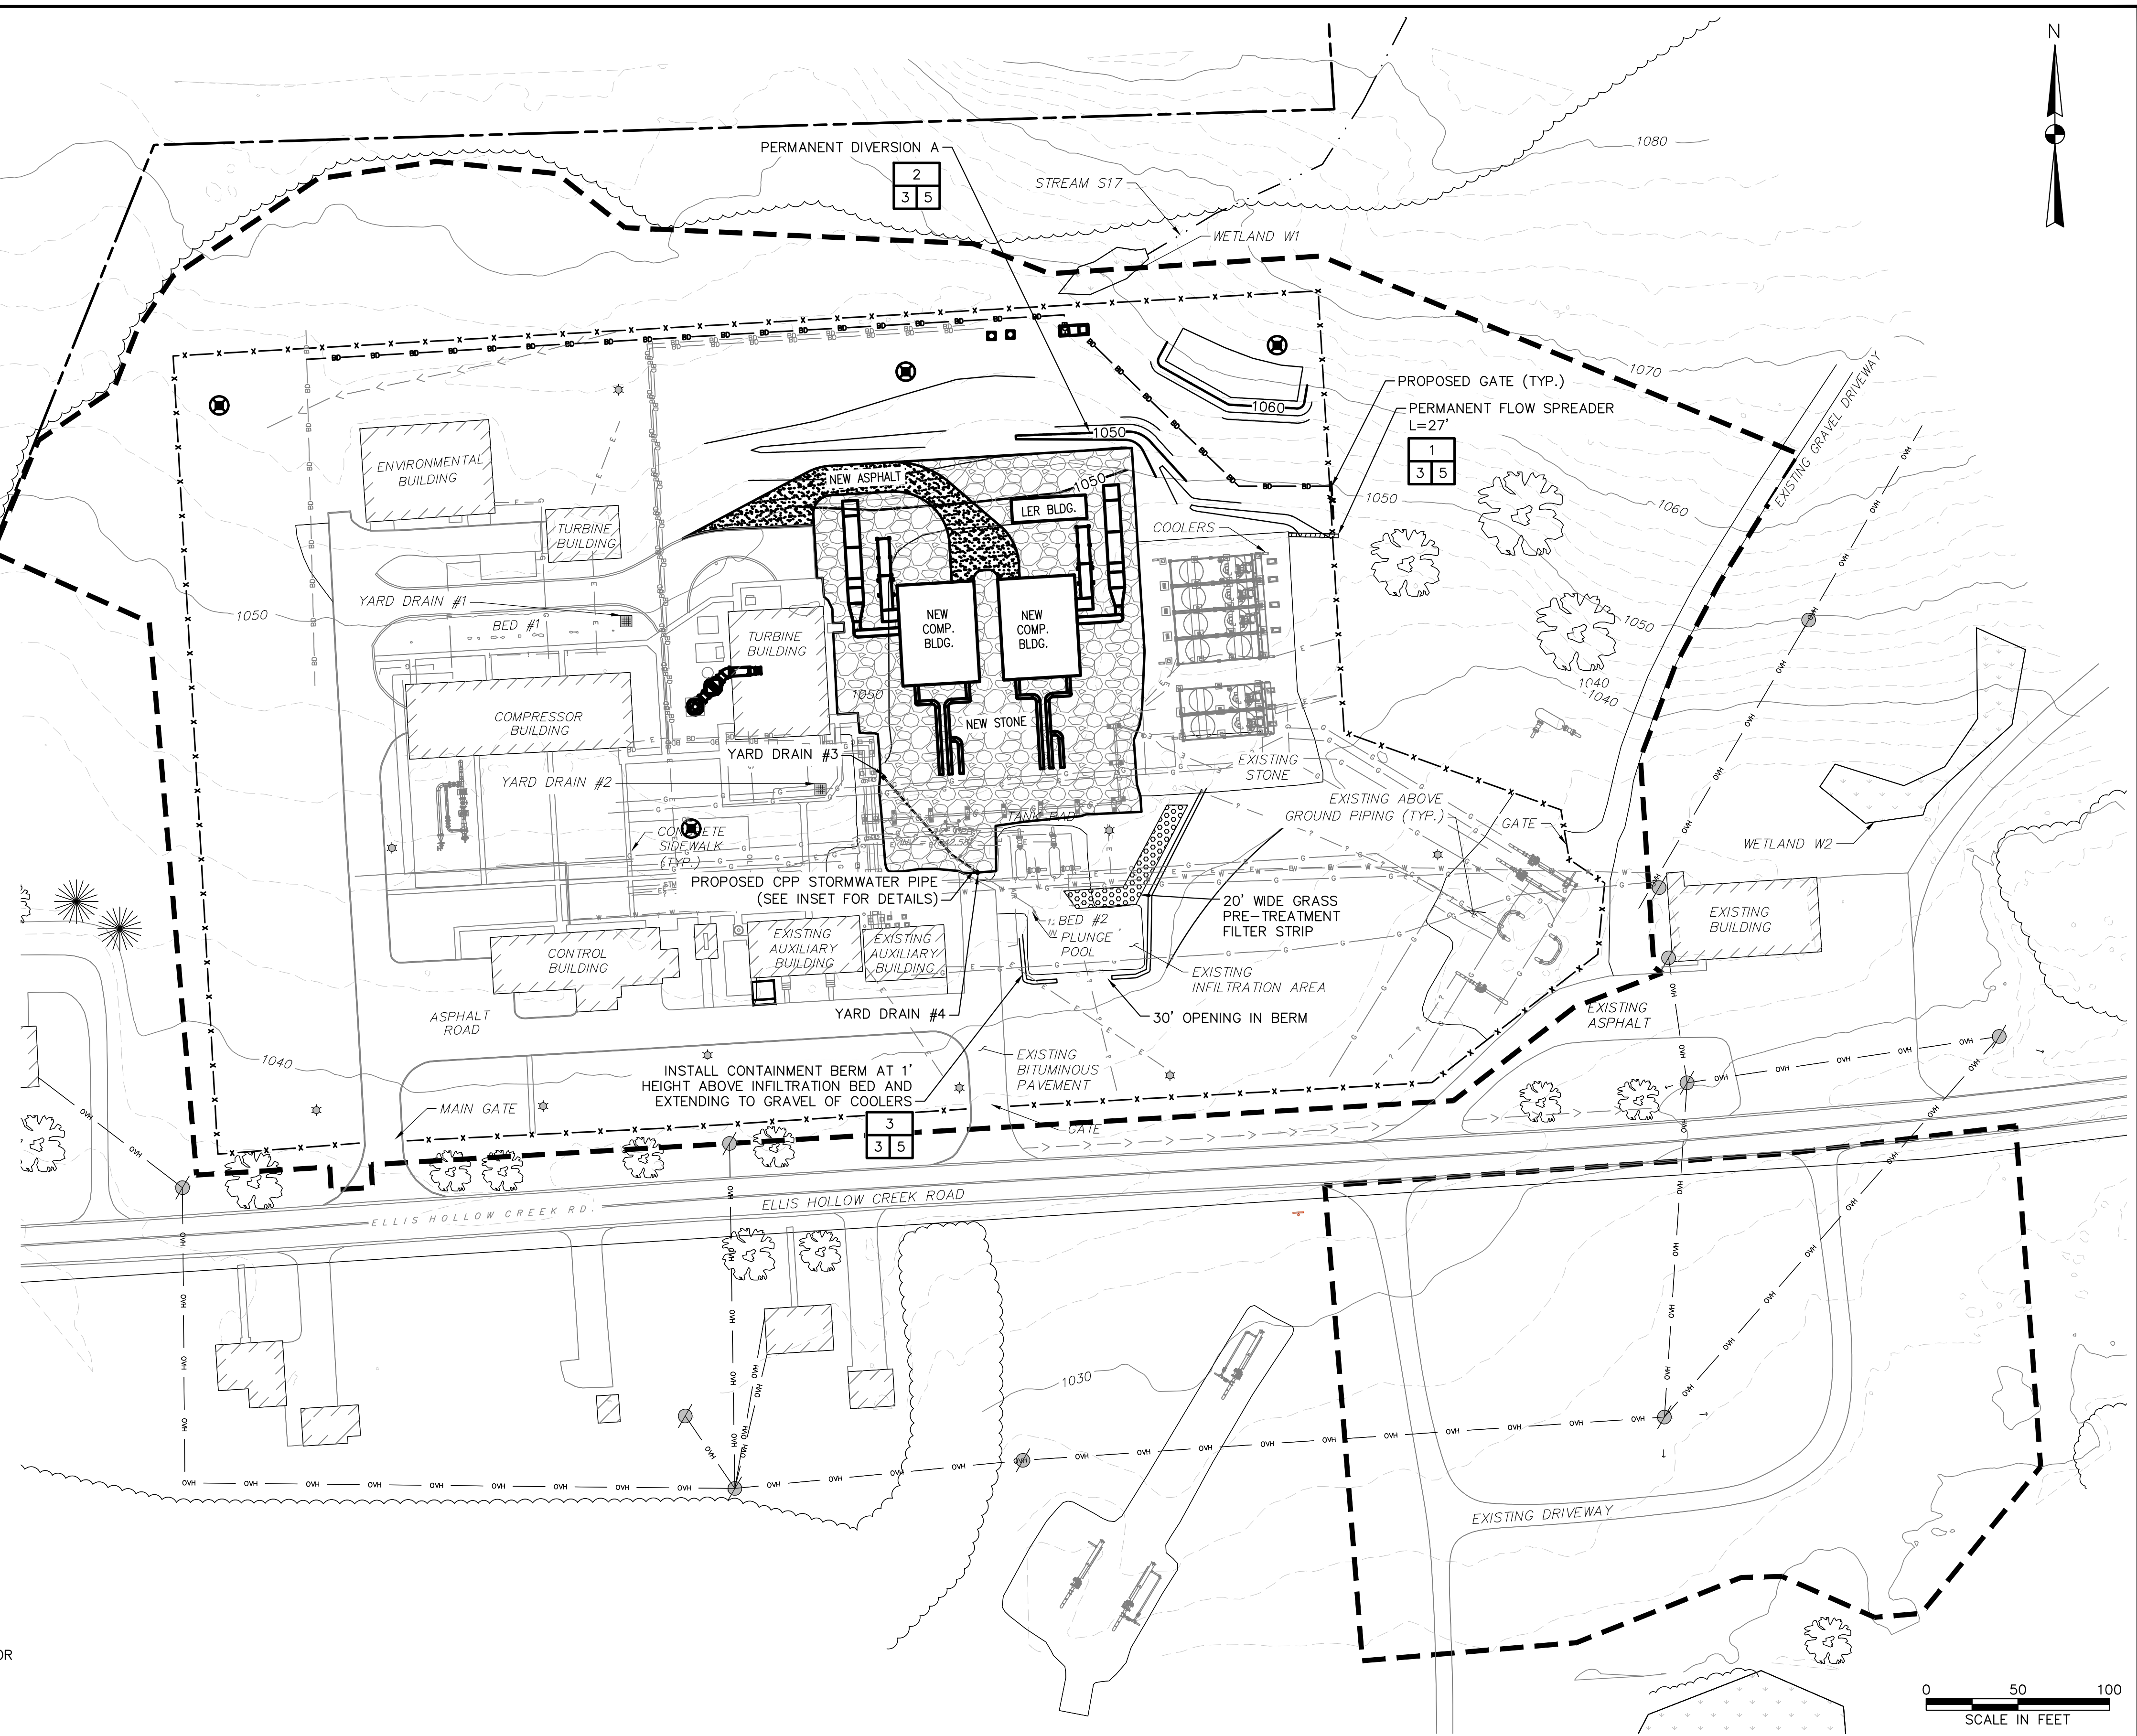 N
1080
PERMANENT DIVERSION A
2
3 5
STREAM S17
WETLAND W1
1070
EXISTING GRAVEL DRIVEWAY
PROPOSED GATE (TYP.)
PERMANENT FLOW SPREADER
L=27'
1
3 5
1060
1050
1050
1060
NEW ASPHALT
1050
LER BLDG.
COOLERS
ENVIRONMENTAL
BUILDING
TURBINE
BUILDING
YARD DRAIN #1
BED #1
1050
1050
TURBINE
BUILDING
NEW
COMP.
BLDG.
NEW
COMP.
BLDG.
1050
1040
1040
COMPRESSOR
BUILDING
NEW STONE
YARD DRAIN #3
YARD DRAIN #2
EXISTING
STONE
EXISTING ABOVE
GROUND PIPING (TYP.)
GATE
TANK PAD
CONCRETE
SIDEWALK
(TYP.)
WETLAND W2
PROPOSED CPP STORMWATER PIPE
(SEE INSET FOR DETAILS)
20' WIDE GRASS
PRE-TREATMENT
FILTER STRIP
BED #2
PLUNGE
POOL
EXISTING
BUILDING
CONTROL
BUILDING
EXISTING
AUXILIARY
BUILDING
EXISTING
AUXILIARY
BUILDING
EXISTING
INFILTRATION AREA
ASPHALT
ROAD
YARD DRAIN #4
30' OPENING IN BERM
EXISTING
ASPHALT
1040
INSTALL CONTAINMENT BERM AT 1'
HEIGHT ABOVE INFILTRATION BED AND
EXTENDING TO GRAVEL OF COOLERS
EXISTING
BITUMINOUS
PAVEMENT
MAIN GATE
3
3 5
GATE
ELLIS HOLLOW CREEK RD.
ELLIS HOLLOW CREEK ROAD
1030
EXISTING DRIVEWAY
OR
0 50 100
SCALE IN FEET